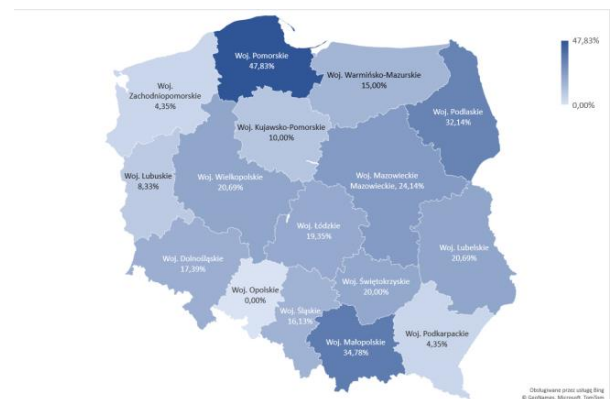 Woj. Pomorskie
47,83%
47,83%
Woj. Warmińsko-Mazurskie
15,00%
Woj.
Zachodniopomorskie
4,35%
0,00%
Woj. Podlaskie
32,14%
Woj. Kujawsko-Pomorskie
10,00%
Woj. Lubuskie
8,33%
Woj. Wielkopolskie
20,69%
Woj. Mazowieckie
Mazowieckie, 24,14%
Woj. Łódzkie
19,35%
Woj. Dolnośląskie
17,39%
Woj. Lubelskie
20,69%
Woj. Opolskie
0,00%
Woj. Świętokrzyskie
20,00%
Woj. Śląskie
16,13%
Woj. Małopolskie
34,78%
Woj. Podkarpackie
4,35%
Obsługiwane przez usługę Bing
© GeoNames, Microsoft, TomTom